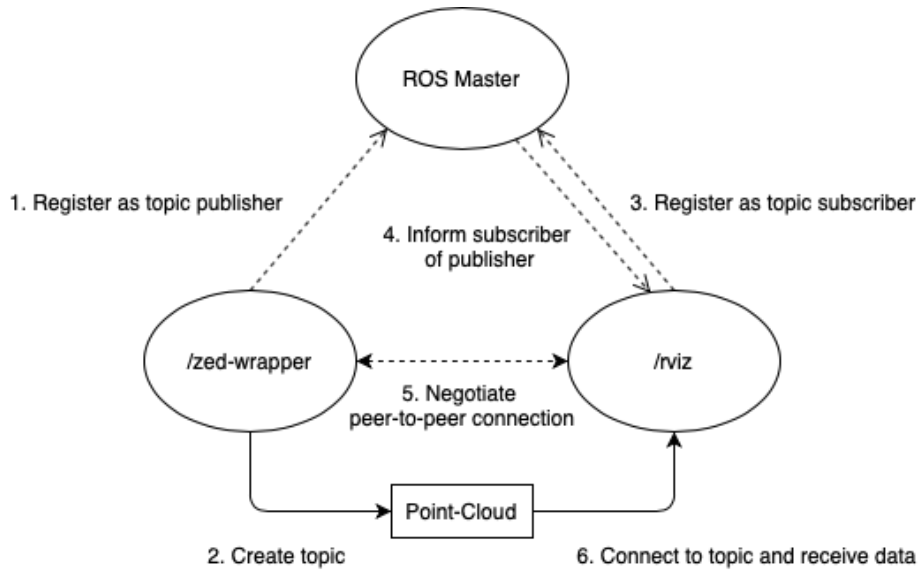 ROS Master
1. Register as topic publisher
3. Register as topic subscriber
4. Inform subscriber
of publisher
/zed-wrapper
/rviz
5. Negotiate
peer-to-peer connection
Point-Cloud
2. Create topic
6. Connect to topic and receive data